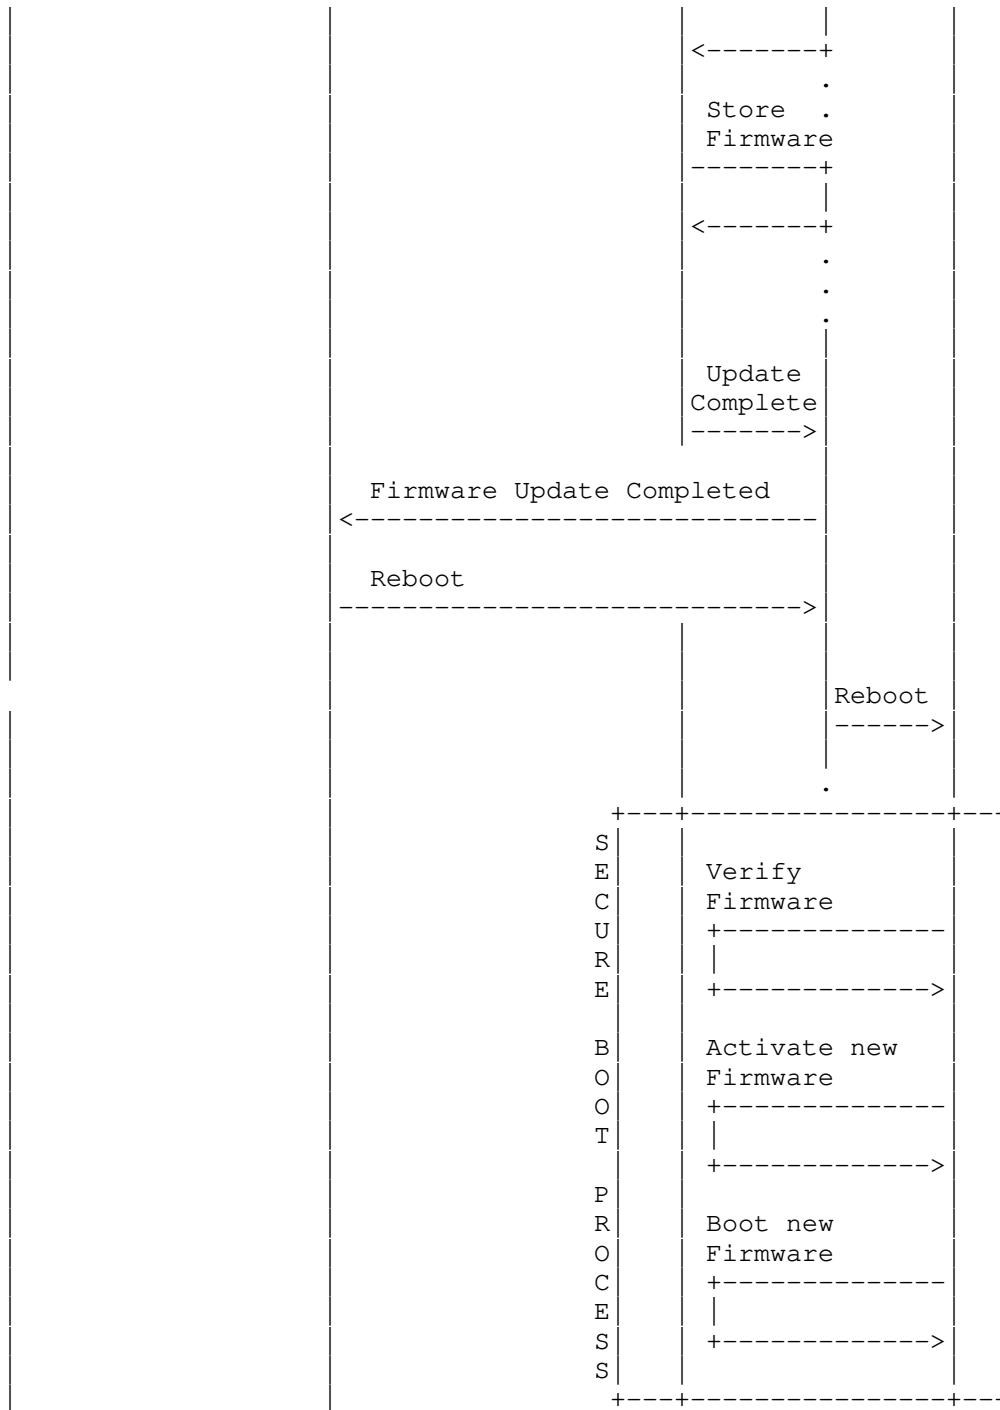 Store
Firmware
Update
Complete
Firmware Update Completed
Reboot
Reboot
S
E
C
U
R
E
B
O
O
T
P
R
O
C
E
S
S
Verify
Firmware
Activate new
Firmware
Boot new
Firmware